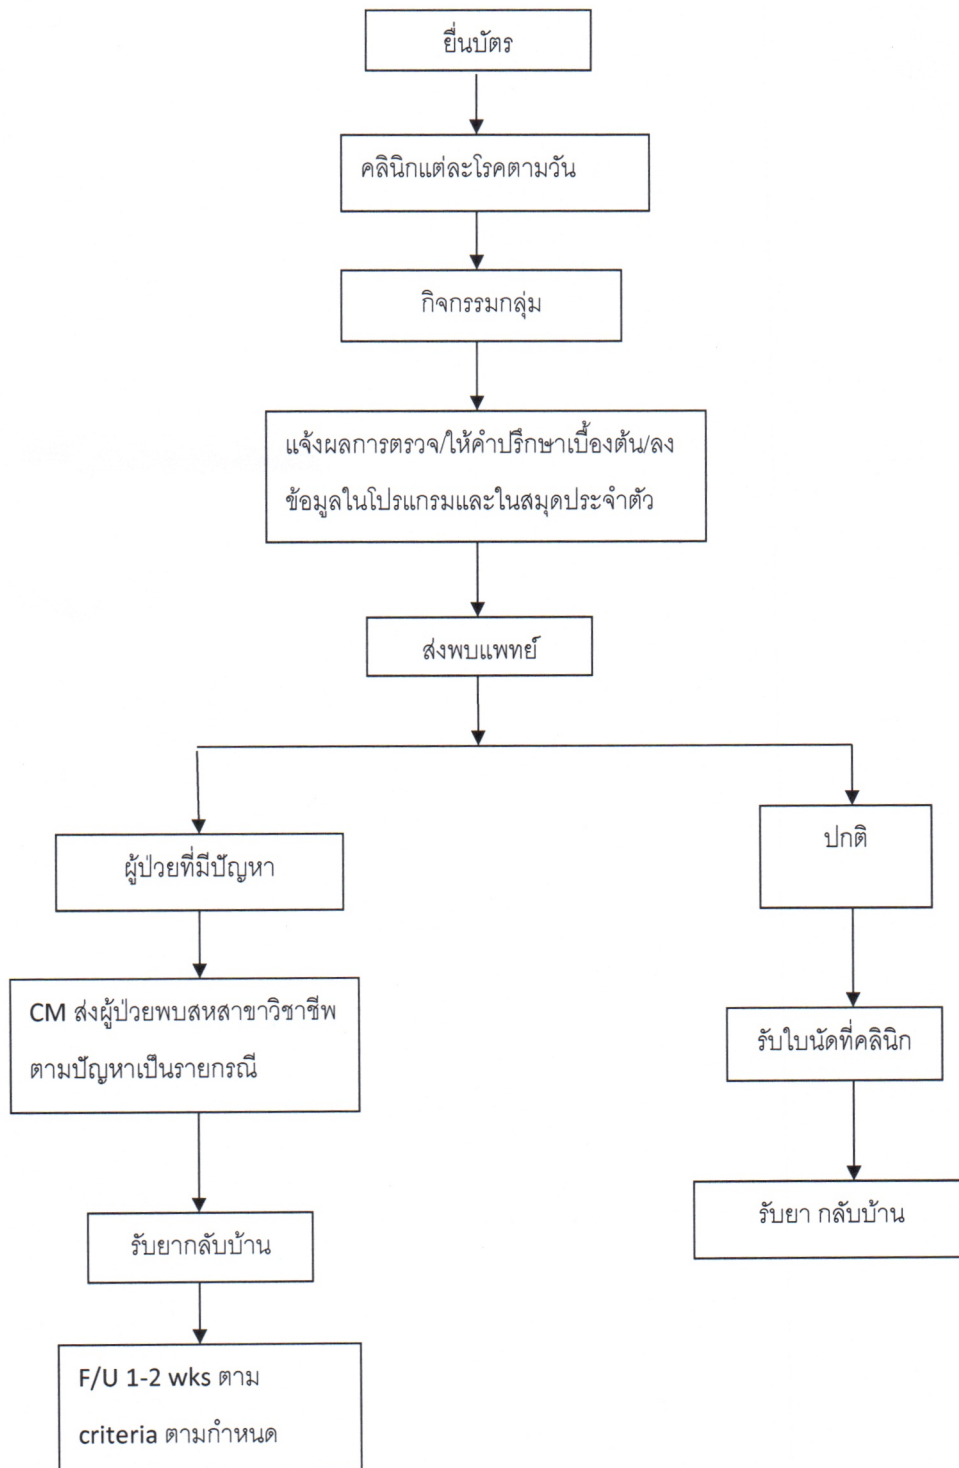 ยื่นบัตร
คลินิกแต่ละโรคตามวัน
กิจกรรมกลุ่ม
แจ้งผลการตรวจ/ให้คำปรึกษาเบื้องต้น/ลง
ข้อมูลในโปรแกรมและในสมุดประจำตัว
ส่งพบแพทย์
ผู้ป่วยที่มีปัญหา
CM ส่งผู้ป่วยพบสหสาขาวิชาชีพ
ตามปัญหาเป็นรายกรณี
รับยากลับบ้าน
F/U 1-2 wks ตาม
criteria ตามกำหนด
ปกติ
รับใบนัดที่คลินิก
รับยา กลับบ้าน